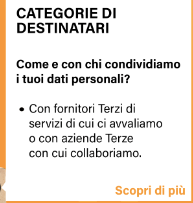 CATEGORIE DI
DESTINATARI
Come e con chi condividiamo
i tuoi dati personali?
• Con fornitori Terzi di
servizi di cui ci avvaliamo
o con aziende Terze
con cui collaboriamo.
Scopri di più